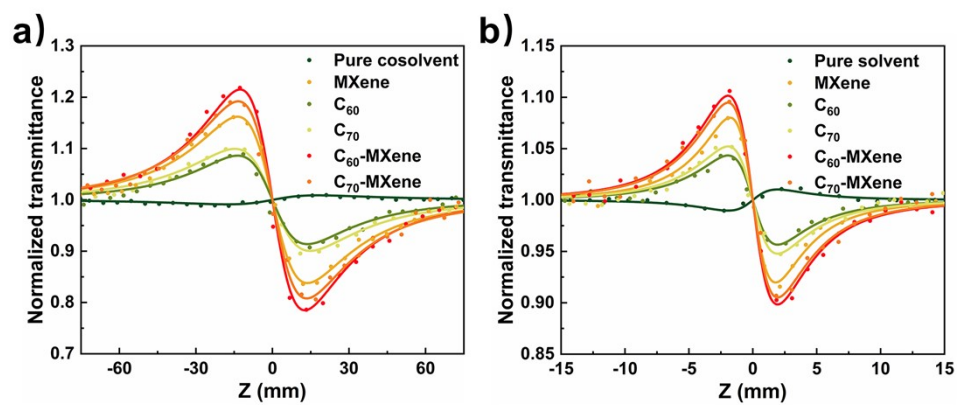 a)
Normalized transmittance
1.3
1.2
1.1
1.0
0.9
0.8
0.7
Pure cosolvent
MXene
C₆₀
C₇₀
C₆₀-MXene
C₇₀-MXene
-60 -30 0 30 60
Z (mm)
b)
Normalized transmittance
1.15
1.10
1.05
1.00
0.95
0.90
0.85
Pure solvent
MXene
C₆₀
C₇₀
C₆₀-MXene
C₇₀-MXene
-15 -10 -5 0 5 10 15
Z (mm)